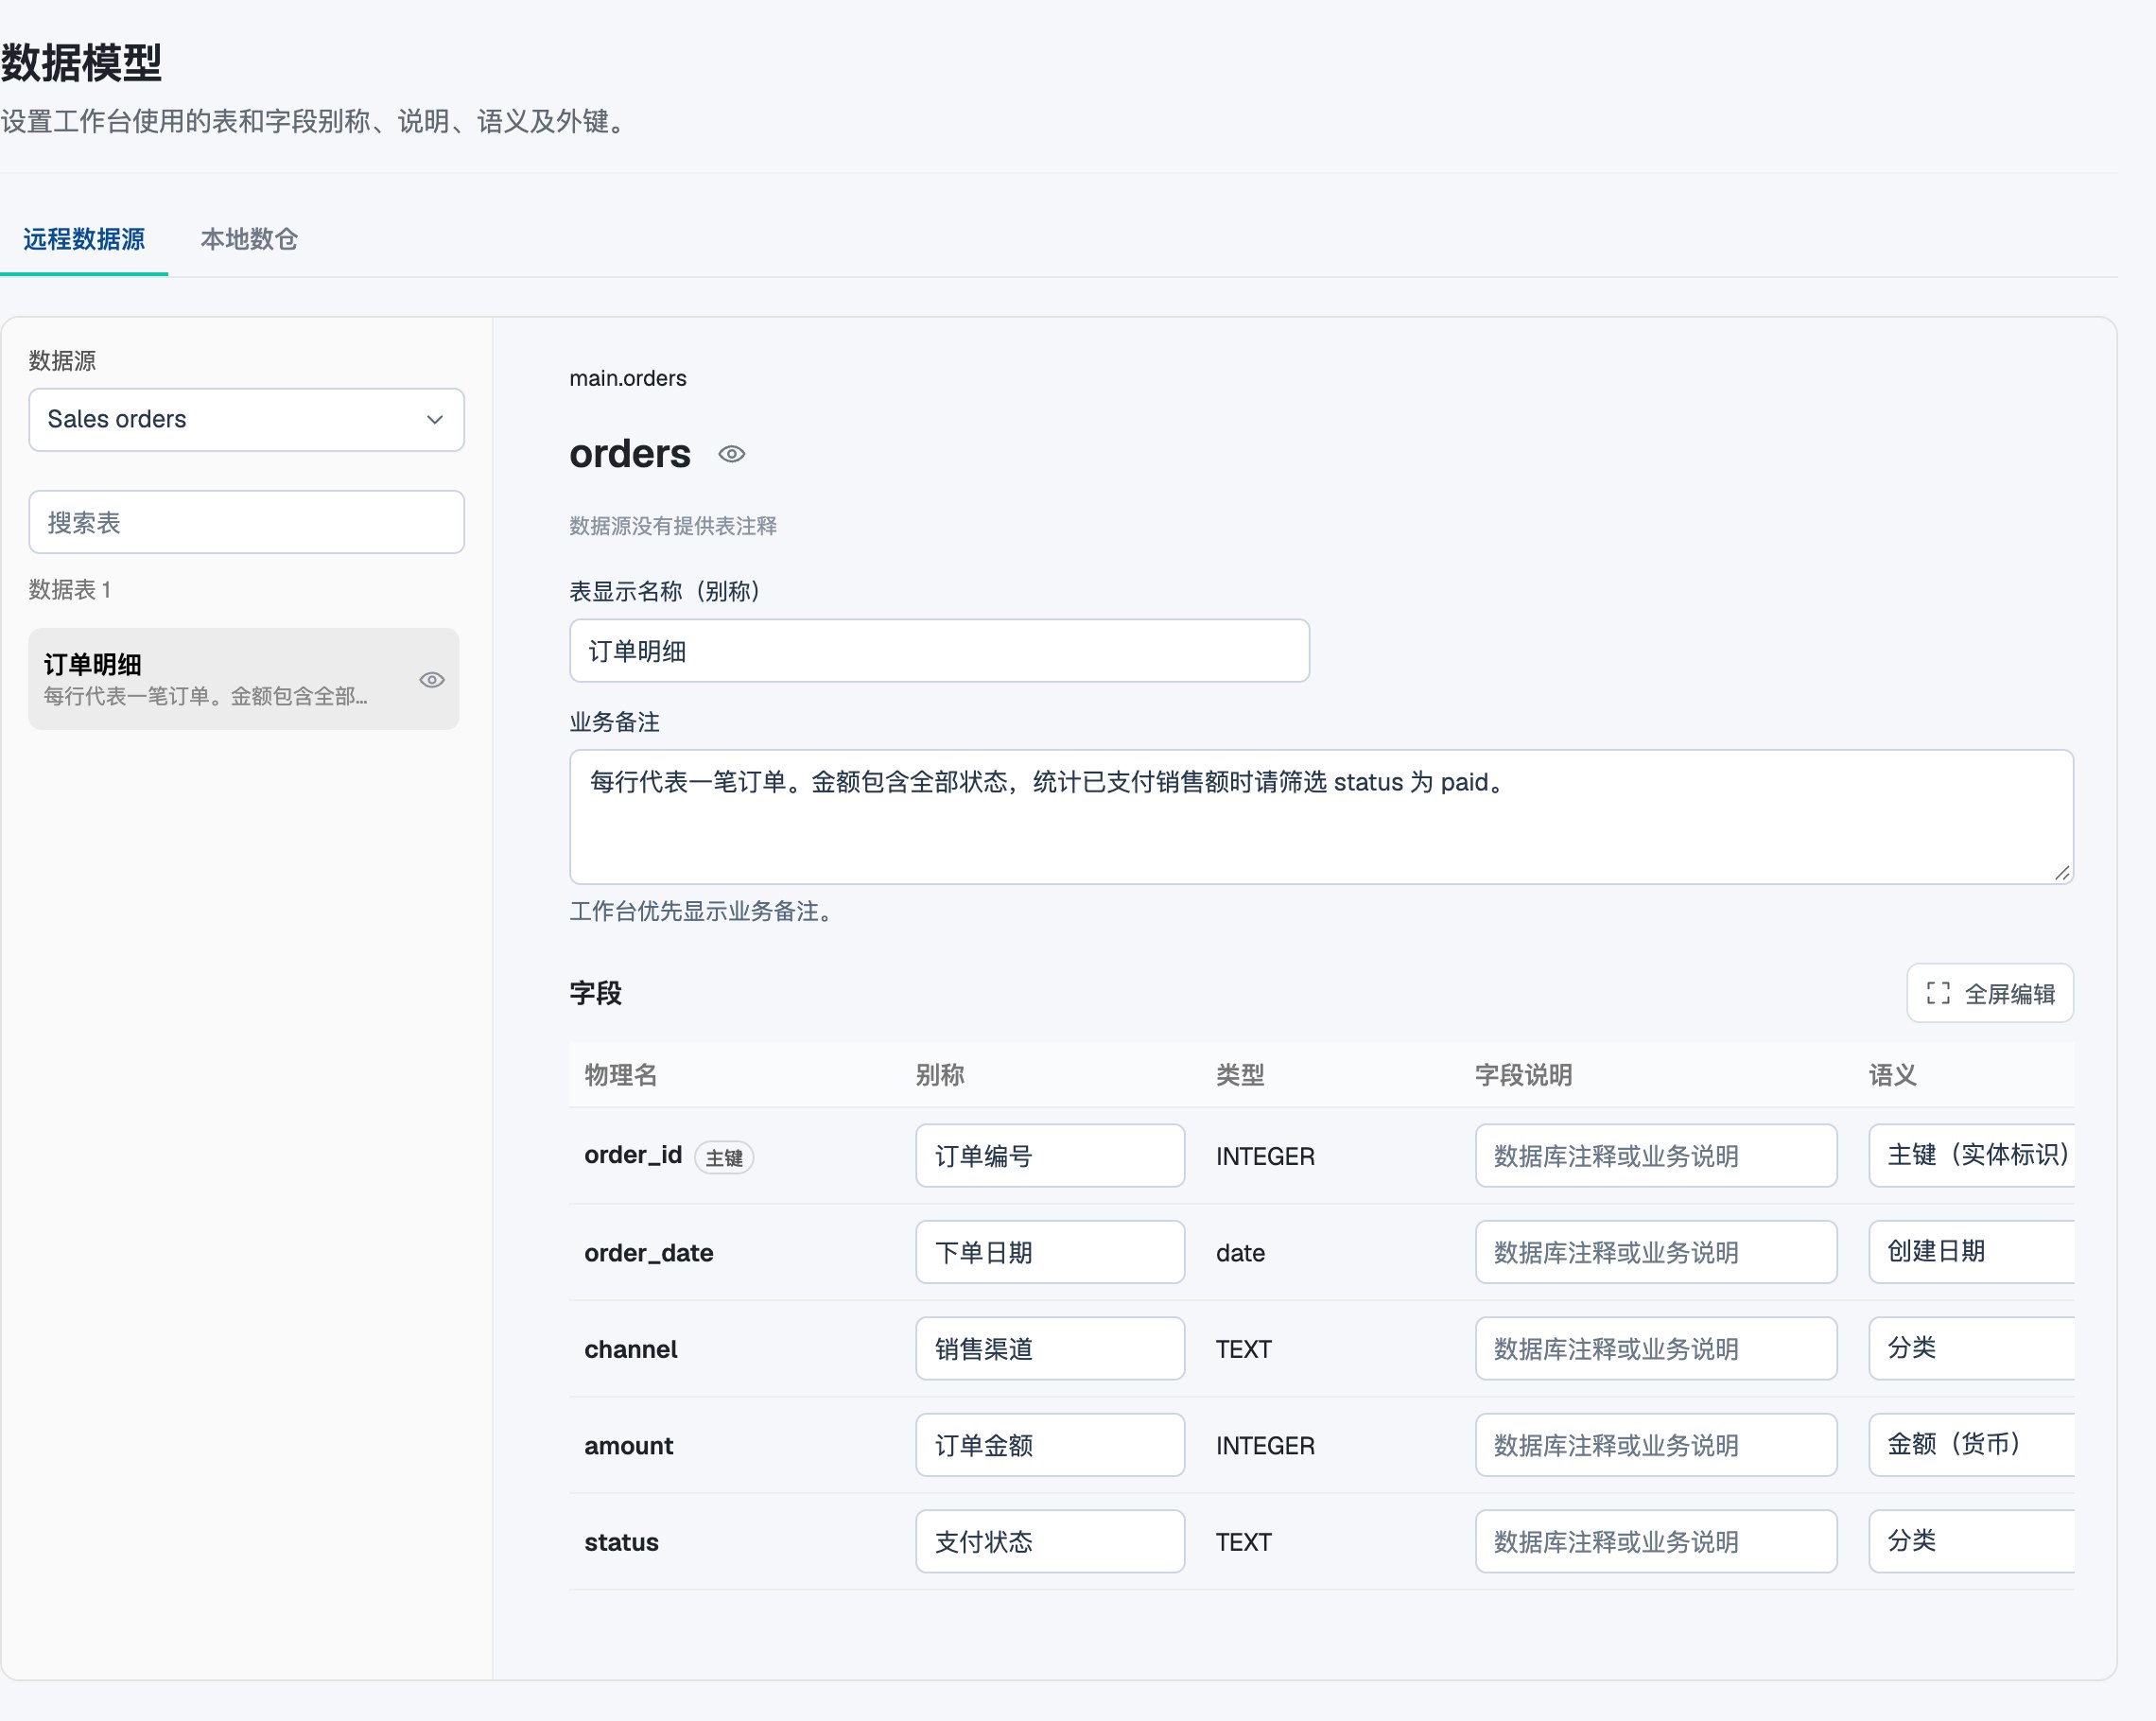 数据模型
设置工作台使用的表和字段别称、说明、语义及外键。
远程数据源 本地数仓
数据源
Sales orders
搜索表
数据表 1
订单明细
每行代表一笔订单。金额包含全部...
main.orders
orders
数据源没有提供表注释
表显示名称（别称）
订单明细
业务备注
每行代表一笔订单。金额包含全部状态，统计已支付销售额时请筛选 status 为 paid。
工作台优先显示业务备注。
字段 全屏编辑
物理名 别称 类型 字段说明 语义
order_id 主键 订单编号 INTEGER 数据库注释或业务说明 主键（实体标识）
order_date 下单日期 date 数据库注释或业务说明 创建日期
channel 销售渠道 TEXT 数据库注释或业务说明 分类
amount 订单金额 INTEGER 数据库注释或业务说明 金额（货币）
status 支付状态 TEXT 数据库注释或业务说明 分类